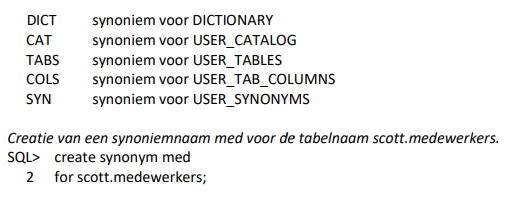 DICT synoniem voor DICTIONARY
CAT synoniem voor USER_CATALOG
TABS synoniem voor USER_TABLES
COLS synoniem voor USER_TAB_COLUMNS
SYN synoniem voor USER_SYNONYMS
Creatie van een synoniemnaam med voor de tabelnaam scott.medewerkers.
SQL> create synonym med
2 for scott.medewerkers;